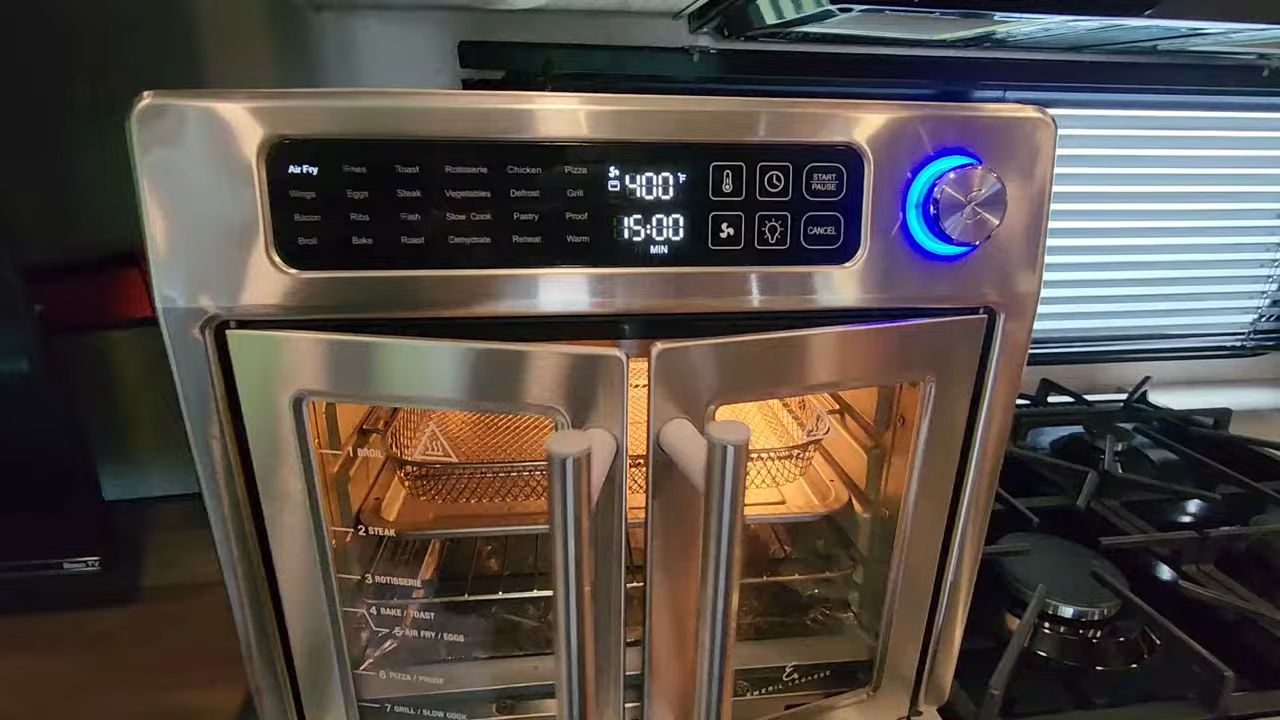 Air Fry Fries Toast Rotisserie Chicken Pizza
Wings Eggs Steak Vegetables Defrost Grill
Bacon Ribs Fish Slow Cook Pastry Proof
Broil Bake Roast Dehydrate Reheat Warm
400°F
15:00
MIN
START
PAUSE
CANCEL
1 BROIL
2 STEAK
3 ROTISSERIE
4 BAKE / TOAST
5 AIR FRY / EGGS
6 PIZZA / PROOF
7 GRILL / SLOW COOK
EMERIL LAGASSE
Roku TV